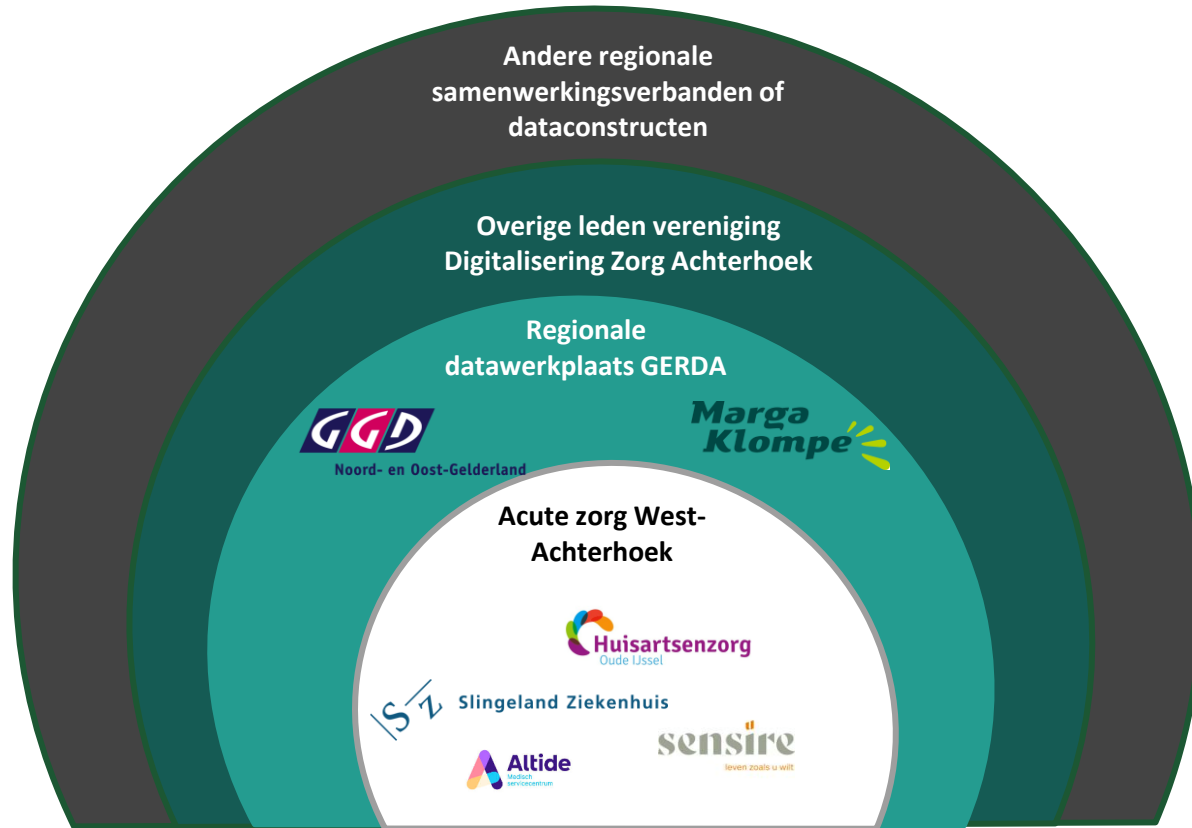 Andere regionale
samenwerkingsverbanden of
dataconstructen
Overige leden vereniging
Digitalisering Zorg Achterhoek
Regionale
datawerkplaats GERDA
GGD
Noord- en Oost-Gelderland
Marga
Klompe
Acute zorg West-
Achterhoek
Huisartsenzorg
Oude IJssel
SZ Slingeland Ziekenhuis
sensire
leven zoals u wilt
Altide
Medisch
servicecentrum